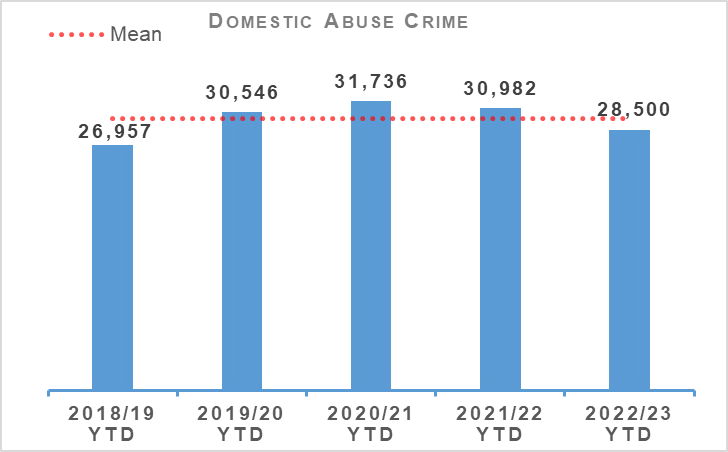 DOMESTIC ABUSE CRIME
Mean
26,957
30,546
31,736
30,982
28,500
2018/19 YTD
2019/20 YTD
2020/21 YTD
2021/22 YTD
2022/23 YTD